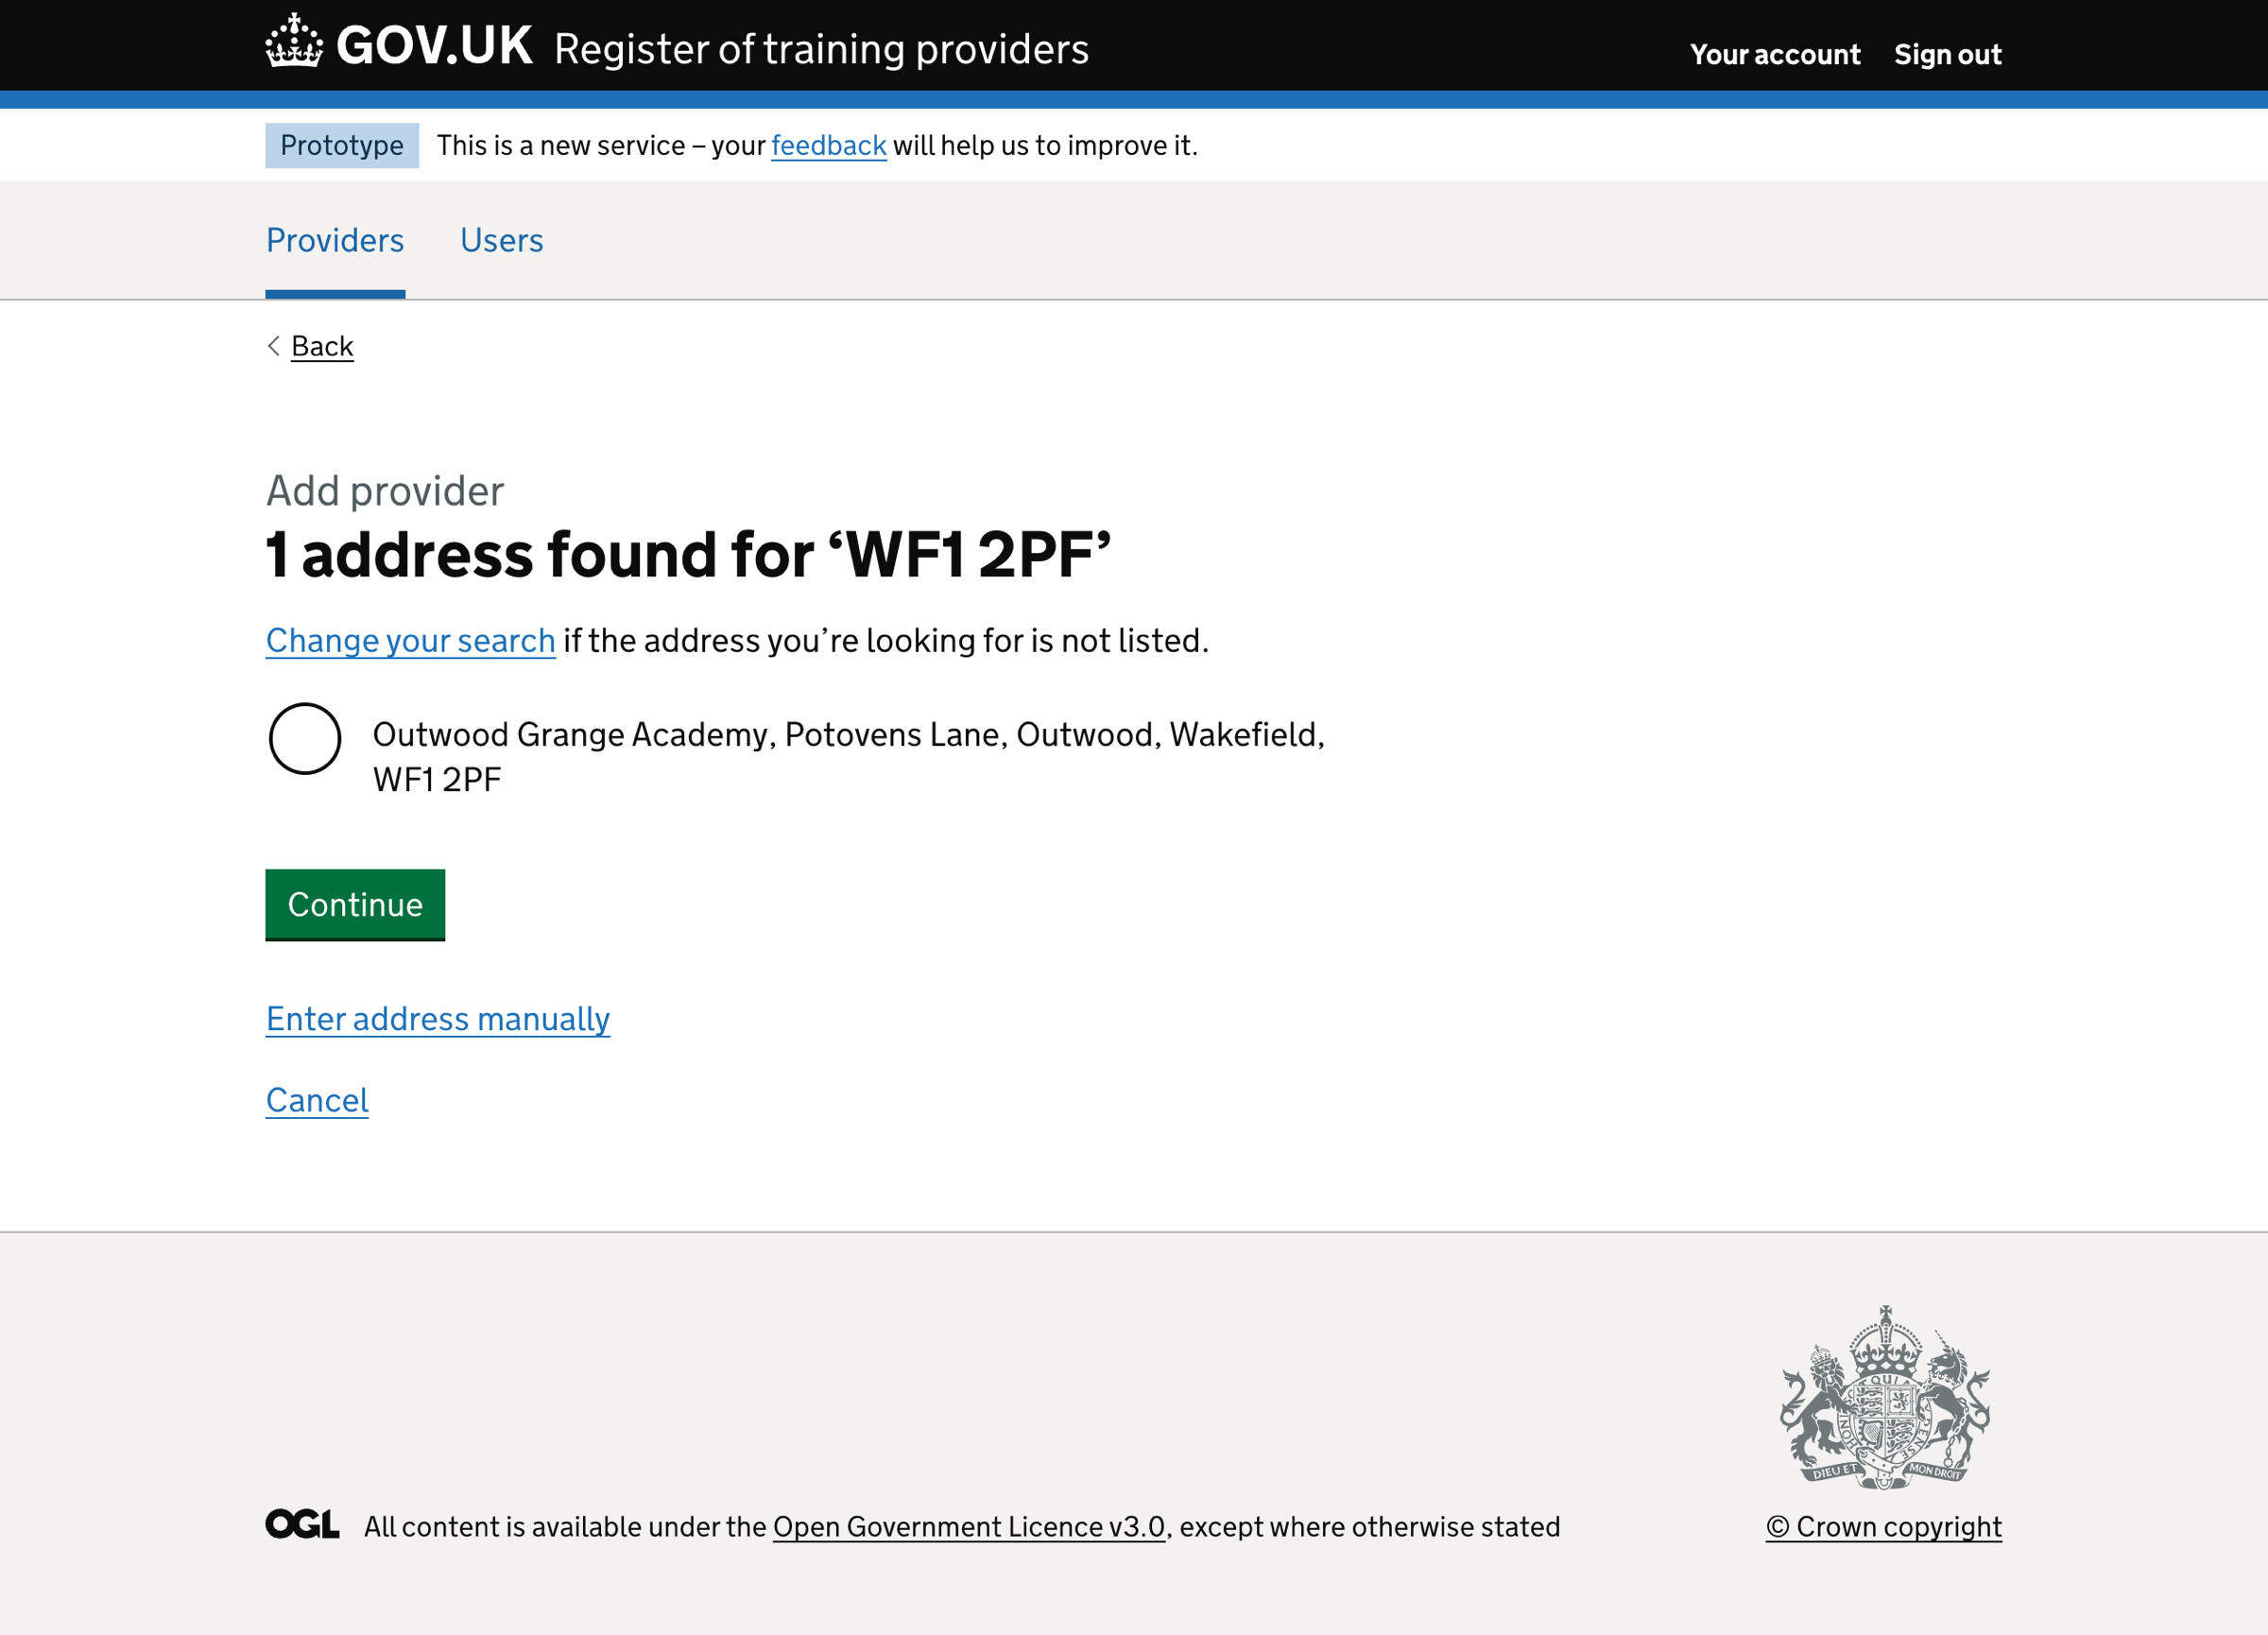 GOV.UK Register of training providers
Your account Sign out
Prototype This is a new service – your feedback will help us to improve it.
Providers Users
Back
Add provider
1 address found for ‘WF1 2PF’
Change your search if the address you’re looking for is not listed.
Outwood Grange Academy, Potovens Lane, Outwood, Wakefield,
WF1 2PF
Continue
Enter address manually
Cancel
QUI
DIEU ET MON DROIT
OGL All content is available under the Open Government Licence v3.0, except where otherwise stated
© Crown copyright